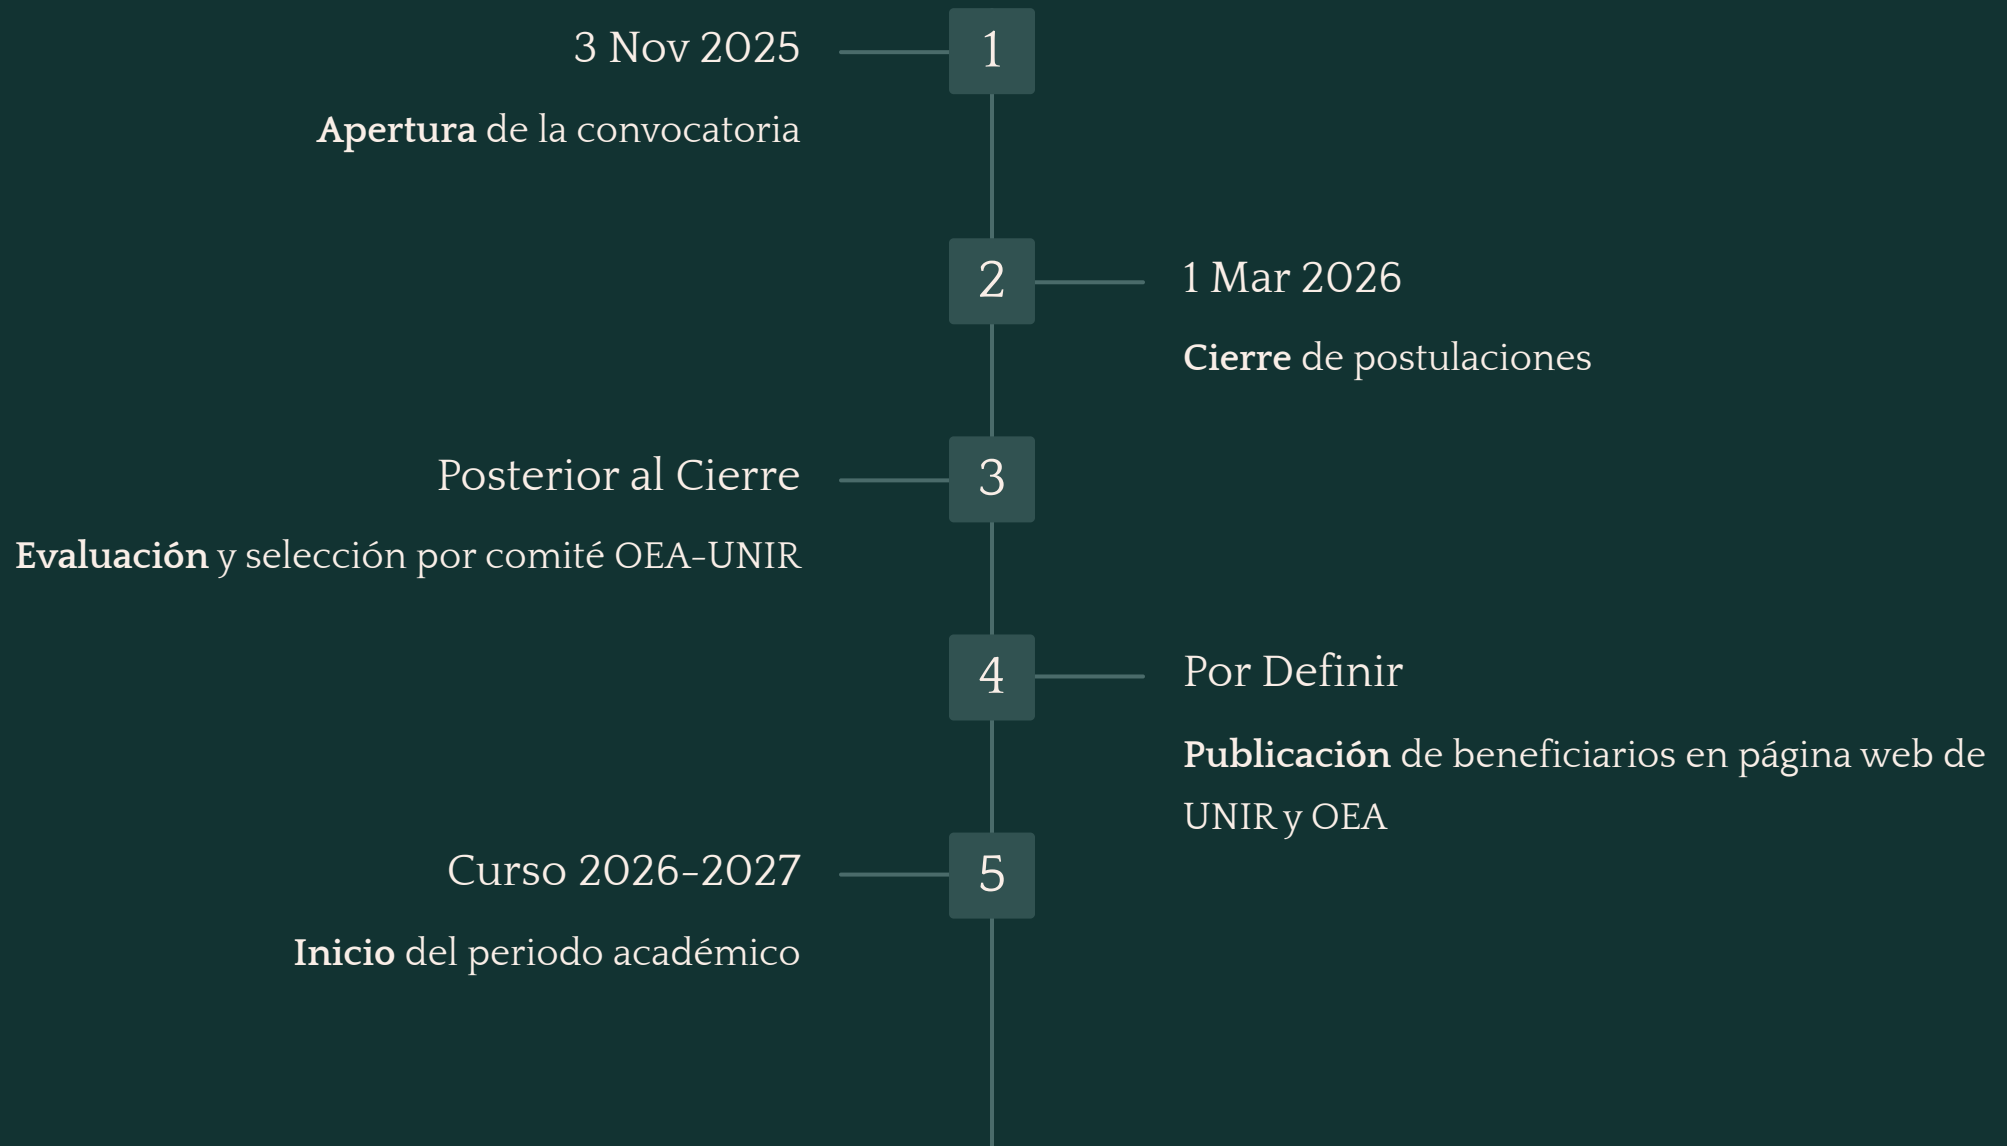 3 Nov 2025
1
Apertura de la convocatoria
2
1 Mar 2026
Cierre de postulaciones
Posterior al Cierre
3
Evaluación y selección por comité OEA-UNIR
4
Por Definir
Publicación de beneficiarios en página web de
UNIR y OEA
Curso 2026-2027
5
Inicio del periodo académico